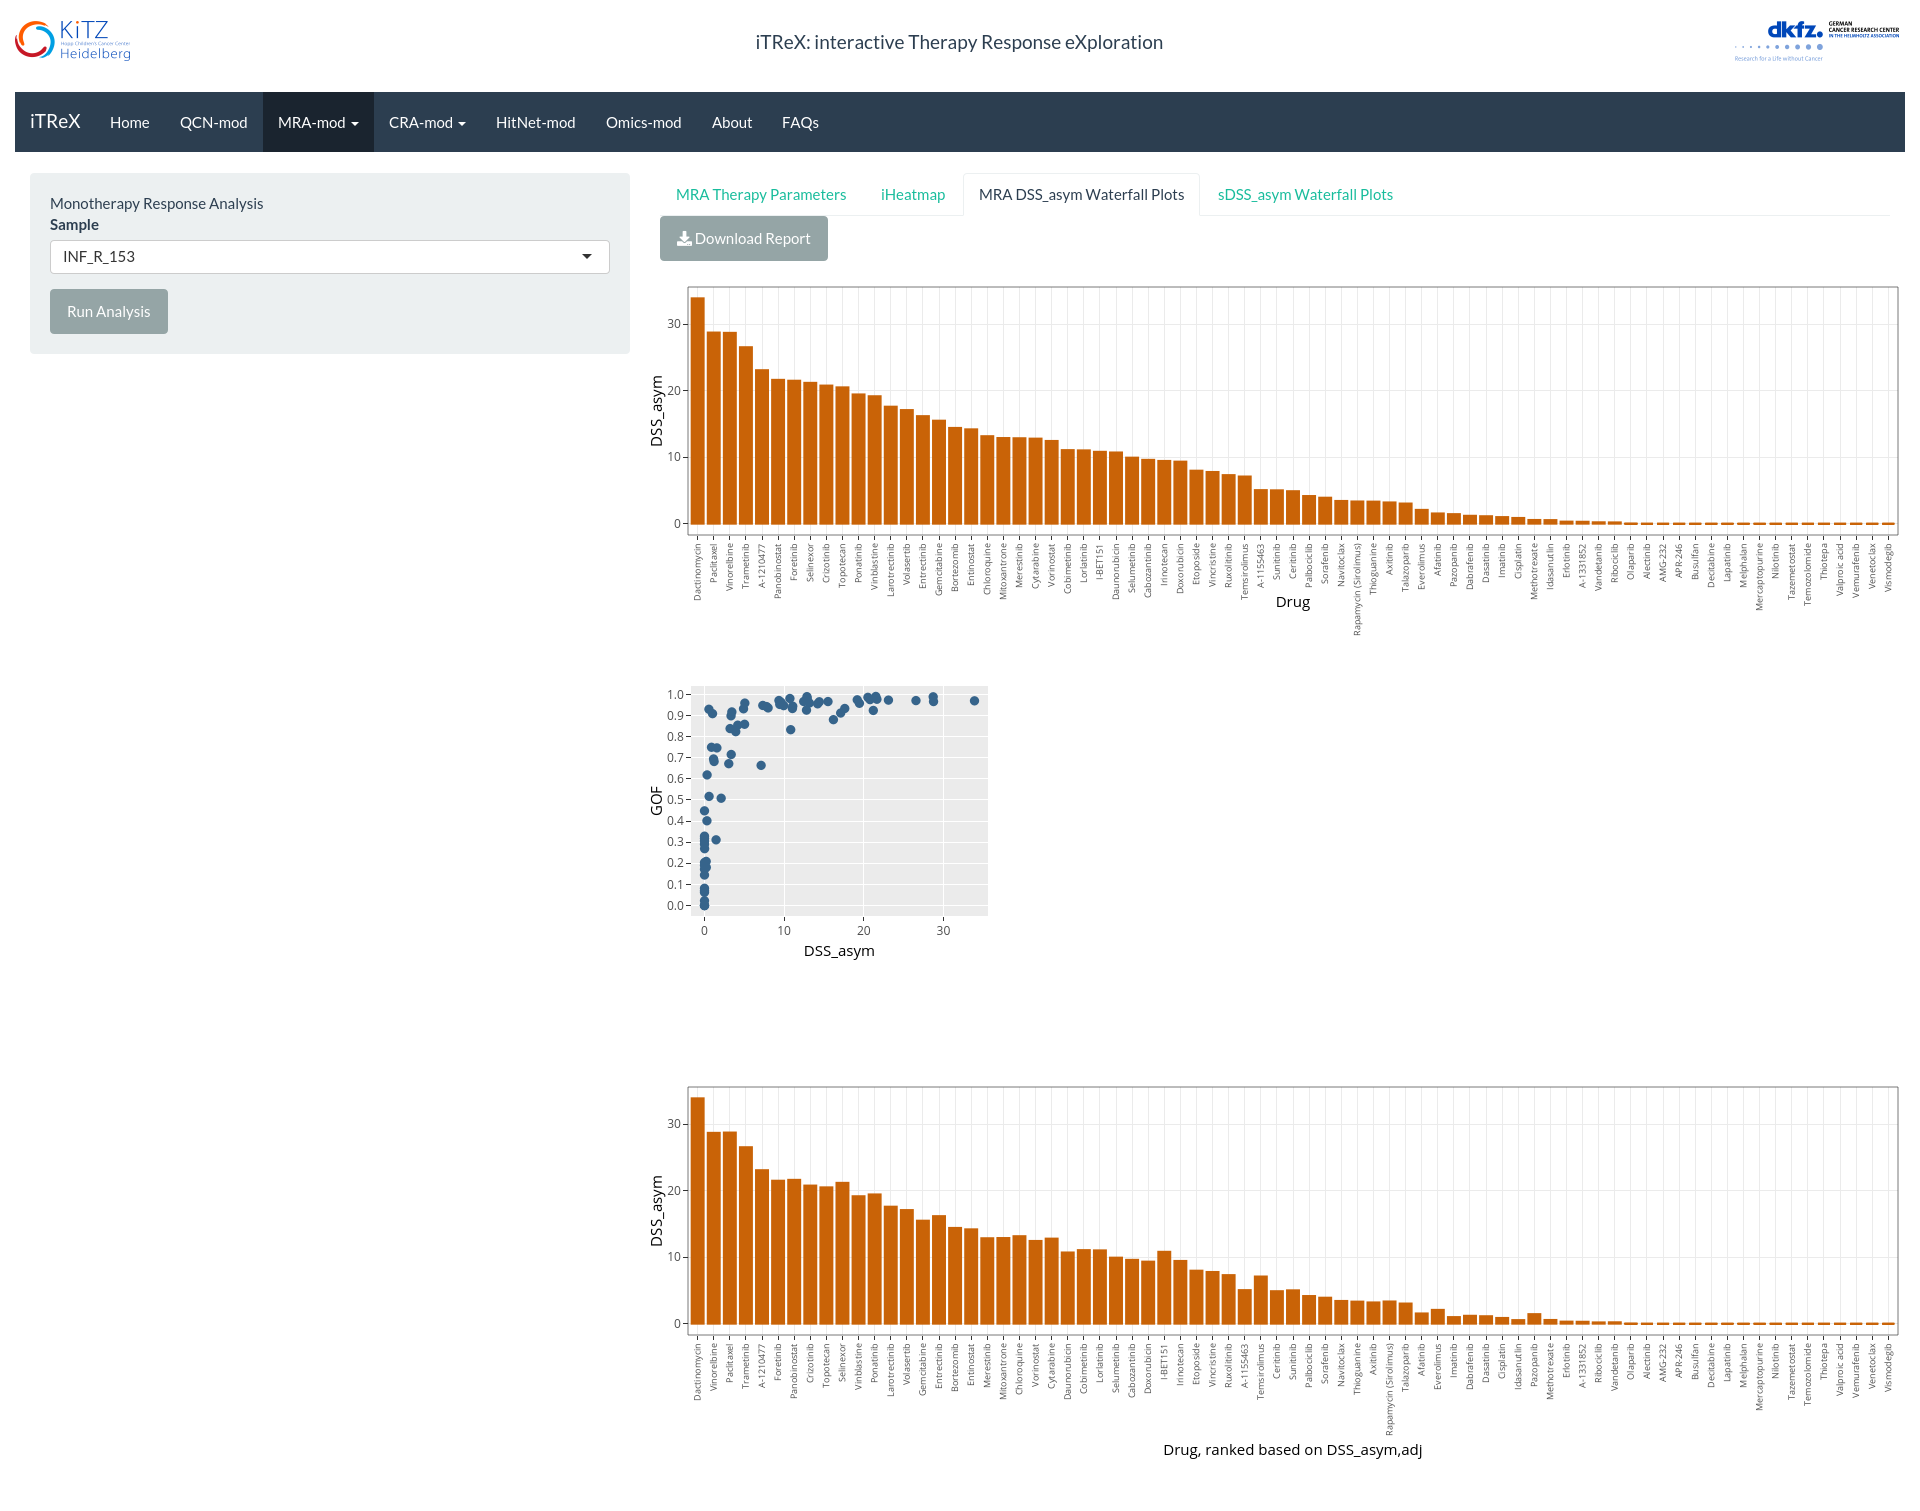 KiTZ
Hopp Children's Cancer Center
Heidelberg
iTReX: interactive Therapy Response eXploration
dkfz.
GERMAN
CANCER RESEARCH CENTER
IN THE HELMHOLTZ ASSOCIATION
Research for a Life without Cancer
iTReX Home QCN-mod MRA-mod CRA-mod HitNet-mod Omics-mod About FAQs
Monotherapy Response Analysis
Sample
INF_R_153
Run Analysis
MRA Therapy Parameters iHeatmap MRA DSS_asym Waterfall Plots sDSS_asym Waterfall Plots
Download Report
DSS_asym
30
20
10
0
Dactinomycin
Paclitaxel
Vinorelbine
Trametinib
A-1210477
Panobinostat
Foretinib
Selinexor
Crizotinib
Topotecan
Ponatinib
Vinblastine
Larotrectinib
Volasertib
Entrectinib
Gemcitabine
Bortezomib
Entinostat
Chloroquine
Mitoxantrone
Merestinib
Cytarabine
Vorinostat
Cobimetinib
Lorlatinib
I-BET151
Daunorubicin
Selumetinib
Cabozantinib
Irinotecan
Doxorubicin
Etoposide
Vincristine
Ruxolitinib
Temsirolimus
A-1155463
Sunitinib
Ceritinib
Palbociclib
Sorafenib
Navitoclax
Rapamycin (Sirolimus)
Thioguanine
Axitinib
Talazoparib
Everolimus
Afatinib
Pazopanib
Dabrafenib
Dasatinib
Imatinib
Cisplatin
Methotrexate
Idasanutlin
Erlotinib
A-1331852
Vandetanib
Ribociclib
Olaparib
Alectinib
AMG-232
APR-246
Busulfan
Decitabine
Lapatinib
Melphalan
Mercaptopurine
Nilotinib
Tazemetostat
Temozolomide
Thiotepa
Valproic acid
Vemurafenib
Venetoclax
Vismodegib
Drug
GOF
1.0
0.9
0.8
0.7
0.6
0.5
0.4
0.3
0.2
0.1
0.0
0 10 20 30
DSS_asym
DSS_asym
30
20
10
0
Dactinomycin
Vinorelbine
Paclitaxel
Trametinib
A-1210477
Foretinib
Panobinostat
Crizotinib
Topotecan
Selinexor
Vinblastine
Ponatinib
Larotrectinib
Volasertib
Gemcitabine
Entrectinib
Bortezomib
Entinostat
Merestinib
Mitoxantrone
Chloroquine
Vorinostat
Cytarabine
Daunorubicin
Cobimetinib
Lorlatinib
Selumetinib
Cabozantinib
Doxorubicin
I-BET151
Irinotecan
Etoposide
Vincristine
Ruxolitinib
A-1155463
Temsirolimus
Ceritinib
Sunitinib
Palbociclib
Sorafenib
Navitoclax
Thioguanine
Axitinib
Rapamycin (Sirolimus)
Talazoparib
Afatinib
Everolimus
Imatinib
Dabrafenib
Dasatinib
Cisplatin
Idasanutlin
Pazopanib
Methotrexate
Erlotinib
A-1331852
Ribociclib
Vandetanib
Olaparib
Alectinib
AMG-232
APR-246
Busulfan
Decitabine
Lapatinib
Melphalan
Mercaptopurine
Nilotinib
Tazemetostat
Temozolomide
Thiotepa
Valproic acid
Vemurafenib
Venetoclax
Vismodegib
Drug, ranked based on DSS_asym,adj